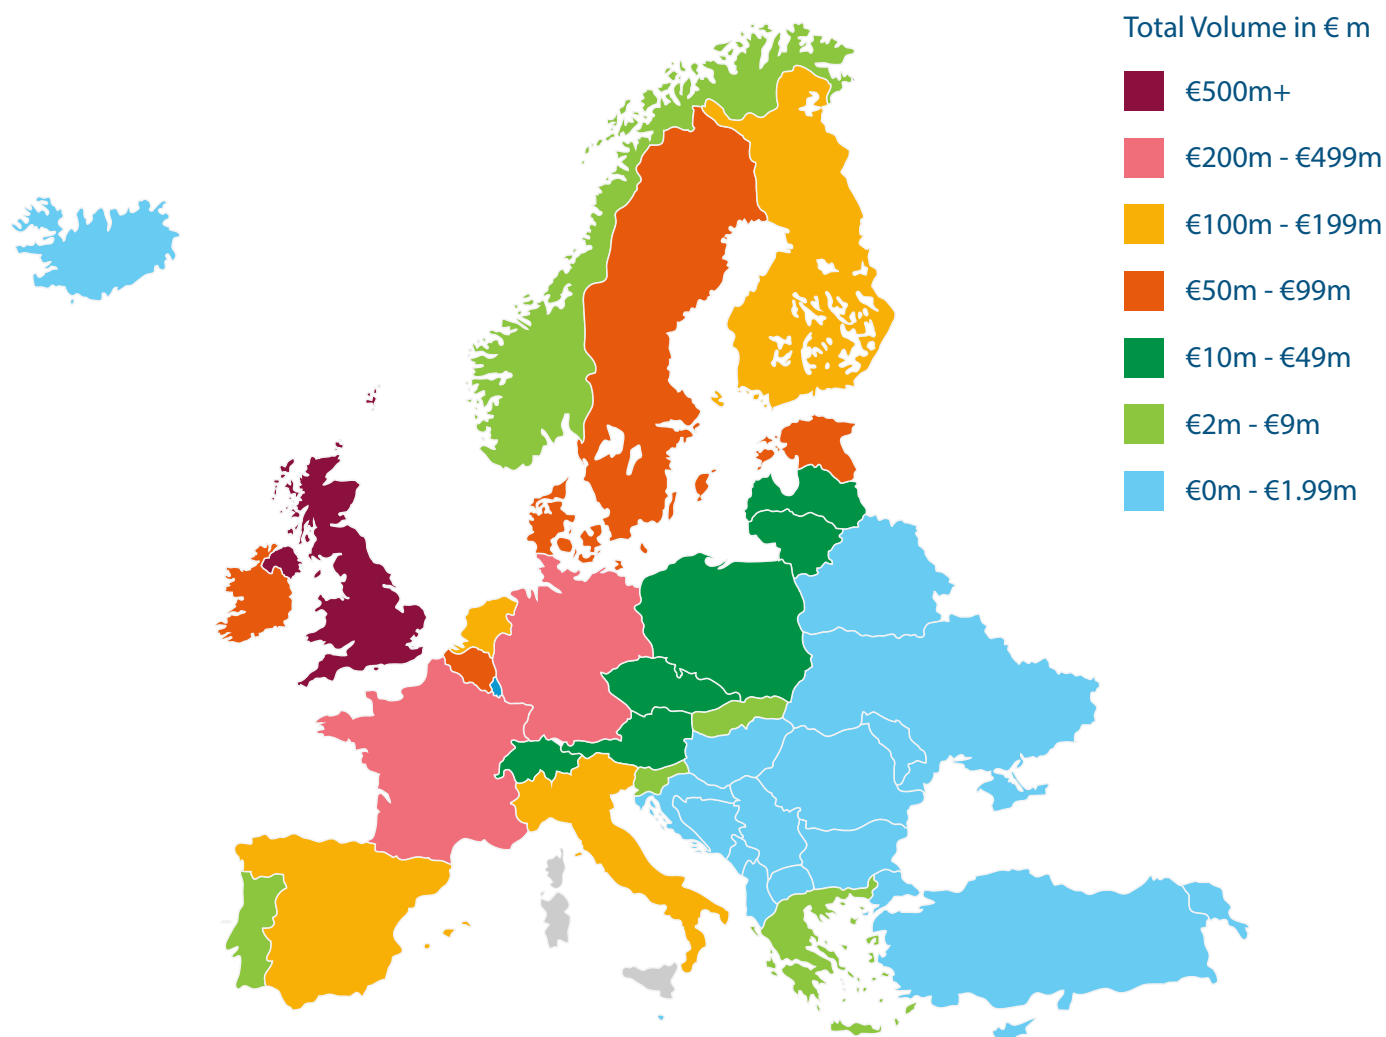 Total Volume in € m
€500m+
€200m - €499m
€100m - €199m
€50m - €99m
€10m - €49m
€2m - €9m
€0m - €1.99m